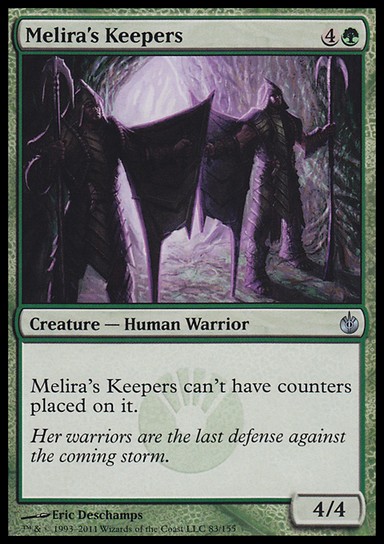 Melira's Keepers 4
Creature — Human Warrior
Melira's Keepers can't have counters
placed on it.
Her warriors are the last defense against
the coming storm.
Eric Deschamps
™ & © 1993–2011 Wizards of the Coast LLC 83/155
4/4